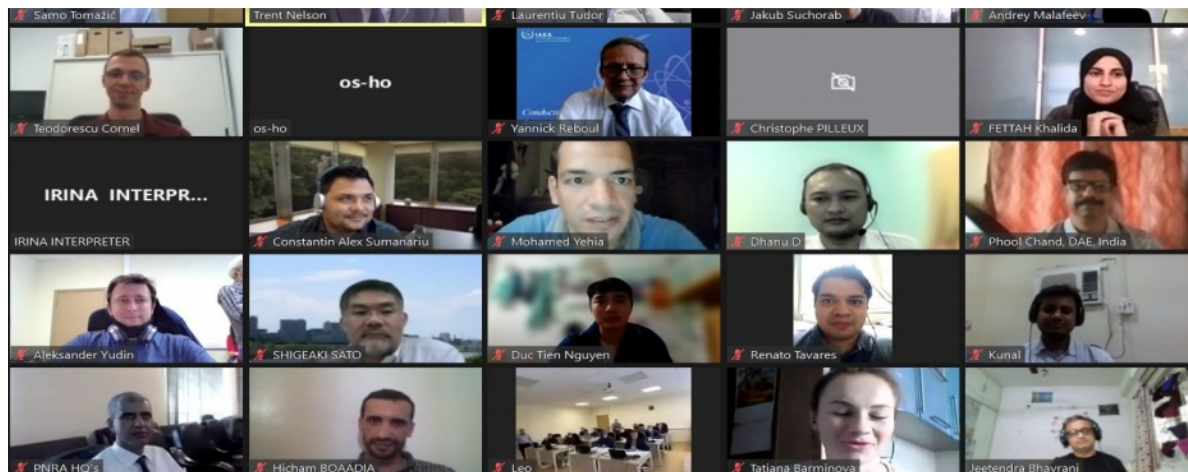 Samo Tomažič
Trent Nelson
Laurentiu Tudor
Jakub Suchorab
Andrey Malafeev
Teodorescu Cornel
os-ho
os-ho
IAEA
Conducti
Yannick Reboul
Christophe PILLEUX
FETTAH Khalida
IRINA INTERPR...
IRINA INTERPRETER
Constantin Alex Sumanariu
Mohamed Yehia
Dhanu D
Phool Chand, DAE, India
Aleksander Yudin
SHIGEAKI SATO
Duc Tien Nguyen
Renato Tavares
Kunal
PNRA HQ's
Hicham BOAADIA
Leo
Tatiana Barminova
Jeetendra Bhavrani